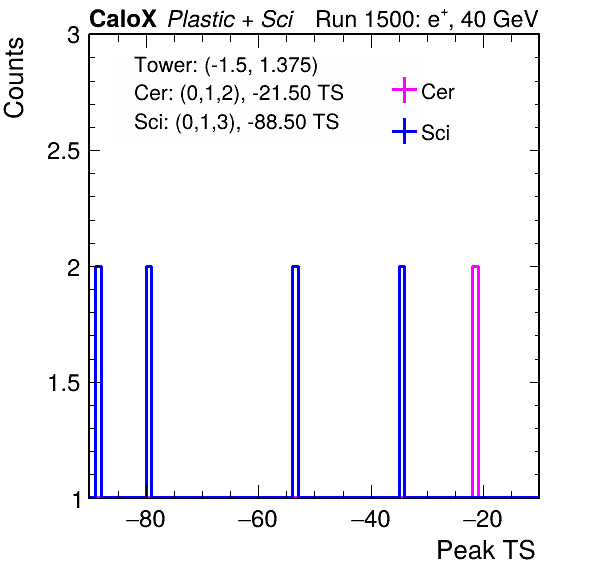 CaloX Plastic + Sci Run 1500: e⁺, 40 GeV
Counts
Tower: (-1.5, 1.375)
Cer: (0,1,2), -21.50 TS
Sci: (0,1,3), -88.50 TS
Cer
Sci
3
2.5
2
1.5
1
−80 −60 −40 −20
Peak TS